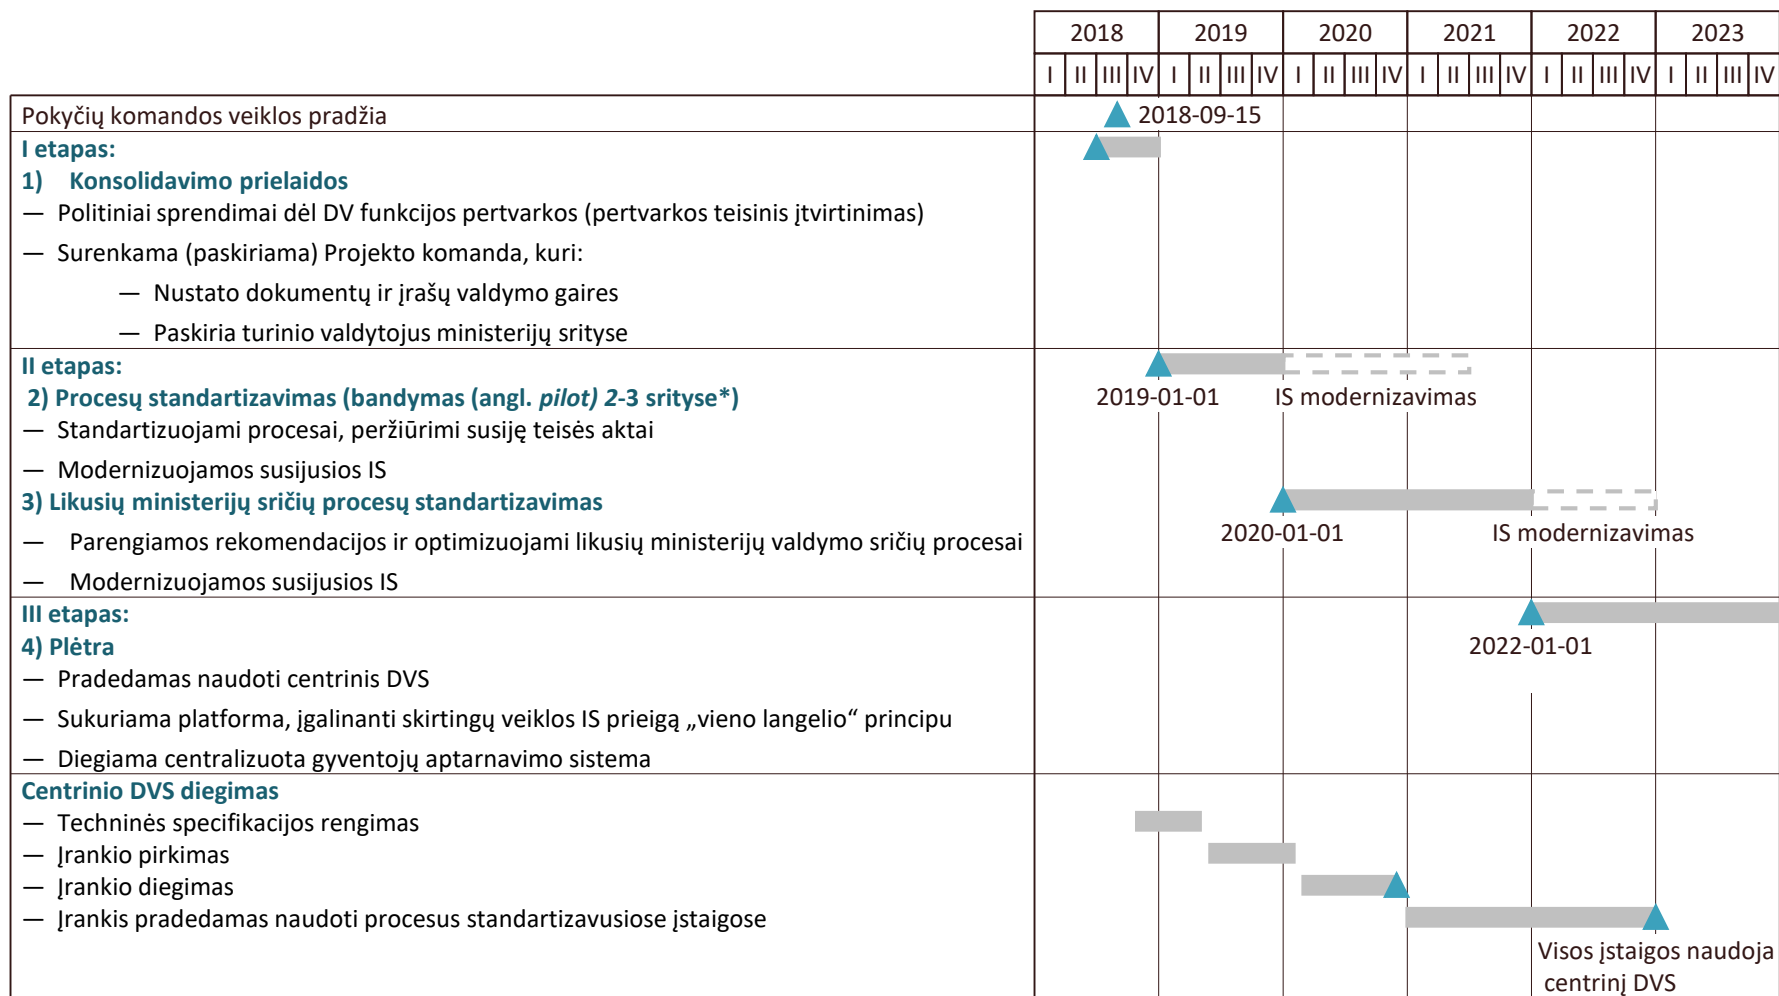 2018 2019 2020 2021 2022 2023
I II III IV I II III IV I II III IV I II III IV I II III IV I II III IV
Pokyčių komandos veiklos pradžia 2018-09-15
I etapas:
1) Konsolidavimo prielaidos
— Politiniai sprendimai dėl DV funkcijos pertvarkos (pertvarkos teisinis įtvirtinimas)
— Surenkama (paskiriama) Projekto komanda, kuri:
— Nustato dokumentų ir įrašų valdymo gaires
— Paskiria turinio valdytojus ministerijų srityse
II etapas:
2) Procesų standartizavimas (bandymas (angl. pilot) 2-3 srityse*) 2019-01-01 IS modernizavimas
— Standartizuojami procesai, peržiūrimi susiję teisės aktai
— Modernizuojamos susijusios IS
3) Likusių ministerijų sričių procesų standartizavimas
2020-01-01 IS modernizavimas
— Parengiamos rekomendacijos ir optimizuojami likusių ministerijų valdymo sričių procesai
— Modernizuojamos susijusios IS
III etapas:
4) Plėtra 2022-01-01
— Pradedamas naudoti centrinis DVS
— Sukuriama platforma, įgalinanti skirtingų veiklos IS prieigą „vieno langelio“ principu
— Diegiama centralizuota gyventojų aptarnavimo sistema
Centrinio DVS diegimas
— Techninės specifikacijos rengimas
— Įrankio pirkimas
— Įrankio diegimas
— Įrankis pradedamas naudoti procesus standartizavusiose įstaigose
Visos įstaigos naudoja
centrinį DVS